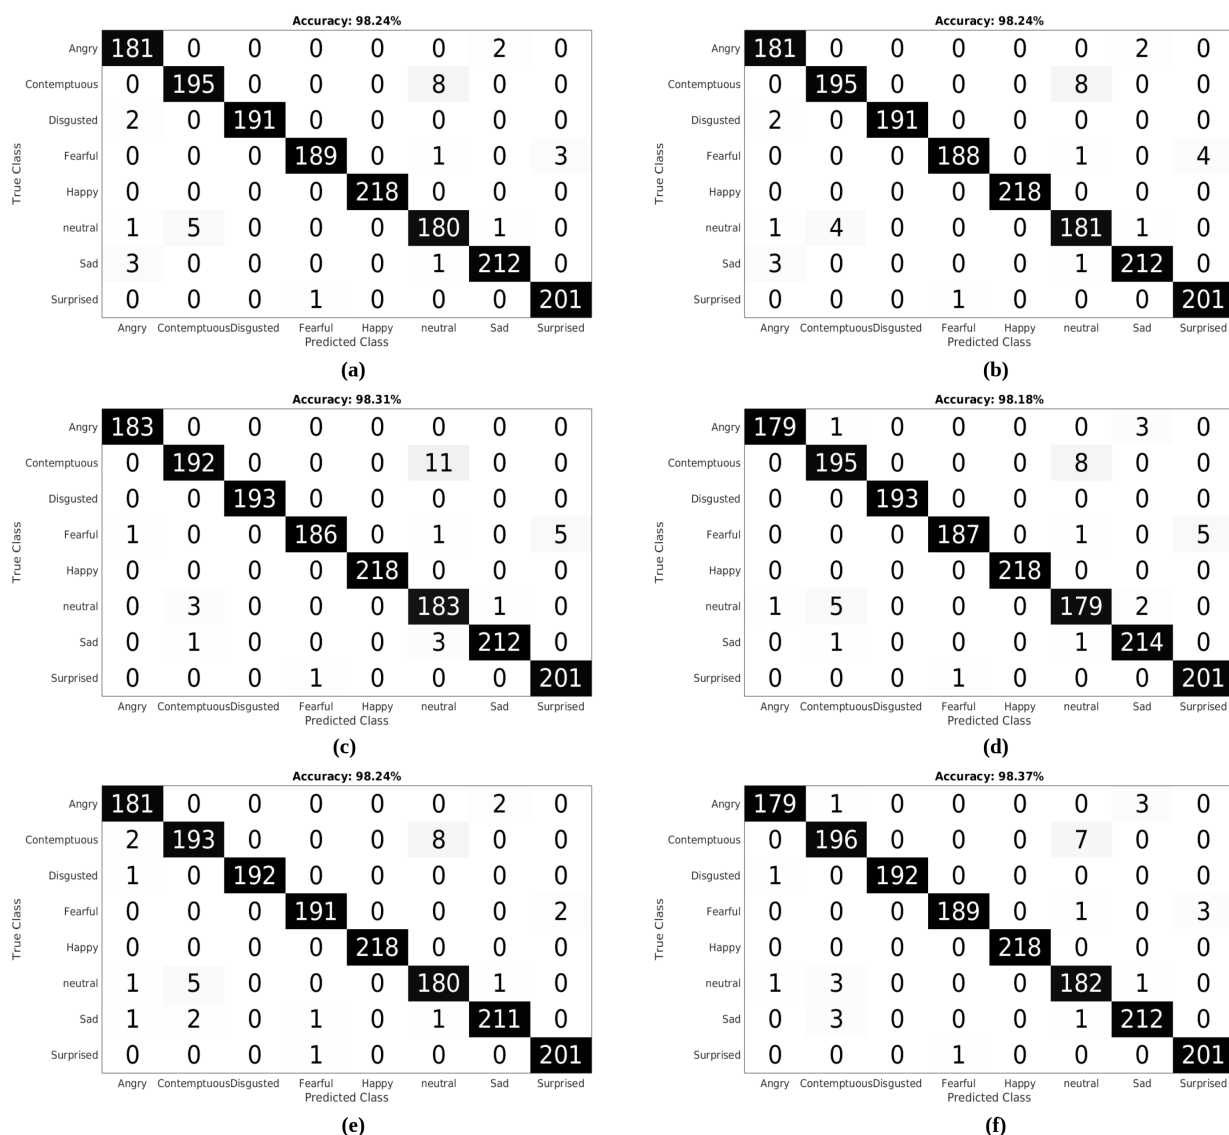 Accuracy: 98.24%
True Class
Angry 181 0 0 0 0 0 2 0
Contemptuous 0 195 0 0 0 8 0 0
Disgusted 2 0 191 0 0 0 0 0
Fearful 0 0 0 189 0 1 0 3
Happy 0 0 0 0 218 0 0 0
neutral 1 5 0 0 0 180 1 0
Sad 3 0 0 0 0 1 212 0
Surprised 0 0 0 1 0 0 0 201
Angry Contemptuous Disgusted Fearful Happy neutral Sad Surprised
Predicted Class
(a)
Accuracy: 98.24%
True Class
Angry 181 0 0 0 0 0 2 0
Contemptuous 0 195 0 0 0 8 0 0
Disgusted 2 0 191 0 0 0 0 0
Fearful 0 0 0 188 0 1 0 4
Happy 0 0 0 0 218 0 0 0
neutral 1 4 0 0 0 181 1 0
Sad 3 0 0 0 0 1 212 0
Surprised 0 0 0 1 0 0 0 201
Angry Contemptuous Disgusted Fearful Happy neutral Sad Surprised
Predicted Class
(b)
Accuracy: 98.31%
True Class
Angry 183 0 0 0 0 0 0 0
Contemptuous 0 192 0 0 0 11 0 0
Disgusted 0 0 193 0 0 0 0 0
Fearful 1 0 0 186 0 1 0 5
Happy 0 0 0 0 218 0 0 0
neutral 0 3 0 0 0 183 1 0
Sad 0 1 0 0 0 3 212 0
Surprised 0 0 0 1 0 0 0 201
Angry Contemptuous Disgusted Fearful Happy neutral Sad Surprised
Predicted Class
(c)
Accuracy: 98.18%
True Class
Angry 179 1 0 0 0 0 3 0
Contemptuous 0 195 0 0 0 8 0 0
Disgusted 0 0 193 0 0 0 0 0
Fearful 0 0 0 187 0 1 0 5
Happy 0 0 0 0 218 0 0 0
neutral 1 5 0 0 0 179 2 0
Sad 0 1 0 0 0 1 214 0
Surprised 0 0 0 1 0 0 0 201
Angry Contemptuous Disgusted Fearful Happy neutral Sad Surprised
Predicted Class
(d)
Accuracy: 98.24%
True Class
Angry 181 0 0 0 0 0 2 0
Contemptuous 2 193 0 0 0 8 0 0
Disgusted 1 0 192 0 0 0 0 0
Fearful 0 0 0 191 0 0 0 2
Happy 0 0 0 0 218 0 0 0
neutral 1 5 0 0 0 180 1 0
Sad 1 2 0 1 0 1 211 0
Surprised 0 0 0 1 0 0 0 201
Angry Contemptuous Disgusted Fearful Happy neutral Sad Surprised
Predicted Class
(e)
Accuracy: 98.37%
True Class
Angry 179 1 0 0 0 0 3 0
Contemptuous 0 196 0 0 0 7 0 0
Disgusted 1 0 192 0 0 0 0 0
Fearful 0 0 0 189 0 1 0 3
Happy 0 0 0 0 218 0 0 0
neutral 1 3 0 0 0 182 1 0
Sad 0 3 0 0 0 1 212 0
Surprised 0 0 0 1 0 0 0 201
Angry Contemptuous Disgusted Fearful Happy neutral Sad Surprised
Predicted Class
(f)